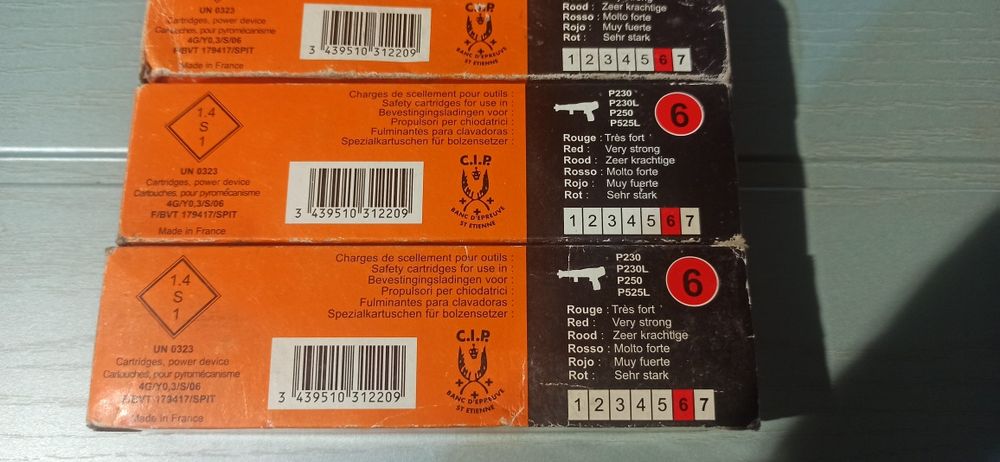 UN 0323
Cartridges, power device
Cartouches, pour pyromécanisme
4G/Y0,3/S/06
F/BVT 179417/SPIT
Made in France
3 439510 312209
BANC D'EPREUVE
ST ETIENNE
Rood : Zeer krachtige
Rosso : Molto forte
Rojo : Muy fuerte
Rot : Sehr stark
1 2 3 4 5 6 7
1.4
S
1
UN 0323
Cartridges, power device
Cartouches, pour pyromécanisme
4G/Y0,3/S/06
F/BVT 179417/SPIT
Made in France
Charges de scellement pour outils :
Safety cartridges for use in :
Bevestigingsladingen voor :
Propulsori per chiodatrici :
Fulminantes para clavadoras :
Spezialkartuschen für bolzensetzer :
3 439510 312209
C.I.P.
BANC D'EPREUVE
ST ETIENNE
P230
P230L
P250
P525L
6
Rouge : Très fort
Red : Very strong
Rood : Zeer krachtige
Rosso : Molto forte
Rojo : Muy fuerte
Rot : Sehr stark
1 2 3 4 5 6 7
1.4
S
1
UN 0323
Cartridges, power device
Cartouches, pour pyromécanisme
4G/Y0,3/S/06
F/BVT 179417/SPIT
Made in France
Charges de scellement pour outils :
Safety cartridges for use in :
Bevestigingsladingen voor :
Propulsori per chiodatrici :
Fulminantes para clavadoras :
Spezialkartuschen für bolzensetzer :
3 439510 312209
C.I.P.
BANC D'EPREUVE
ST ETIENNE
P230
P230L
P250
P525L
6
Rouge : Très fort
Red : Very strong
Rood : Zeer krachtige
Rosso : Molto forte
Rojo : Muy fuerte
Rot : Sehr stark
1 2 3 4 5 6 7